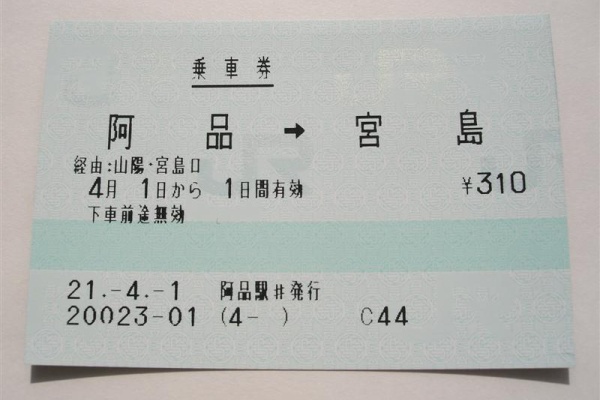 乗車券
阿品 → 宮島
経由:山陽・宮島口
4月 1日から 1日間有効 ¥310
下車前途無効
21.-4.-1 阿品駅#発行
20023-01 (4- ) C44